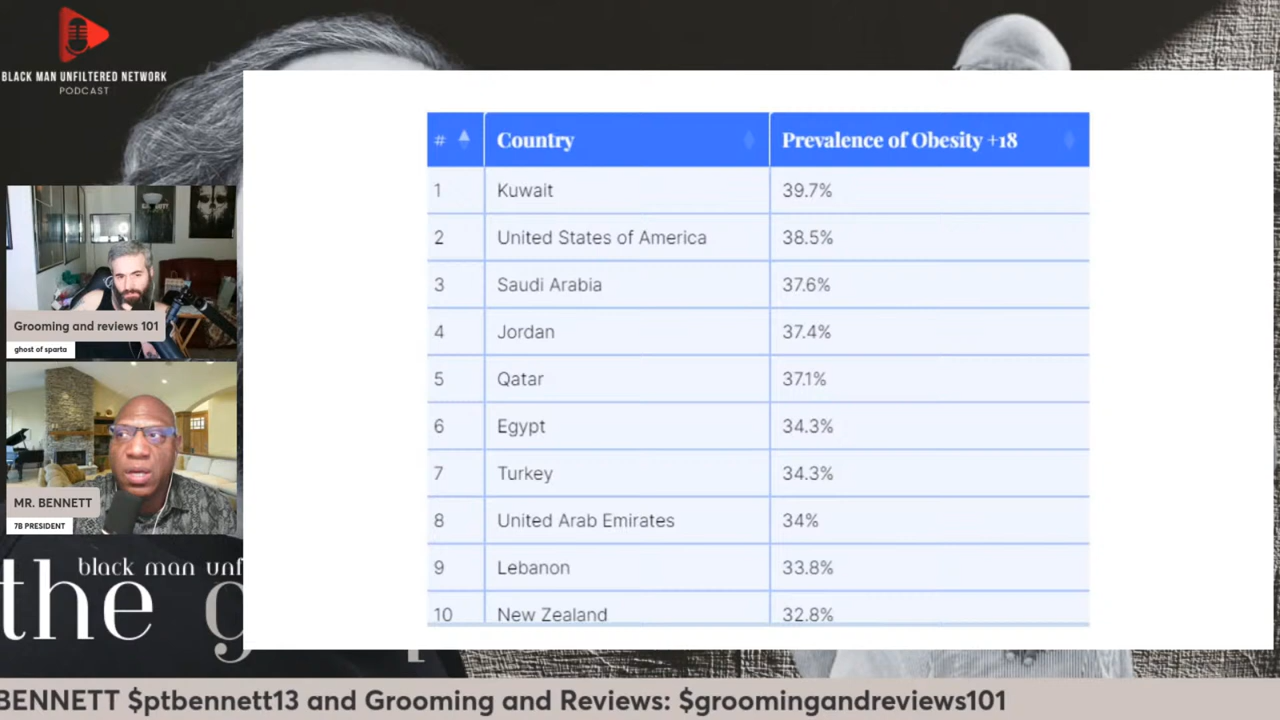 BLACK MAN UNFILTERED NETWORK
PODCAST
# Country Prevalence of Obesity +18
1 Kuwait 39.7%
2 United States of America 38.5%
3 Saudi Arabia 37.6%
4 Jordan 37.4%
5 Qatar 37.1%
6 Egypt 34.3%
7 Turkey 34.3%
8 United Arab Emirates 34%
9 Lebanon 33.8%
10 New Zealand 32.8%
Grooming and reviews 101
ghost of sparta
MR. BENNETT
7B PRESIDENT
black man unf
the g
BENNETT $ptbennett13 and Grooming and Reviews: $groomingandreviews101